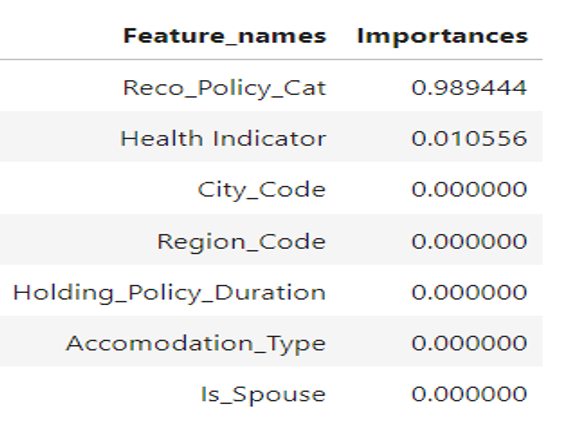 Feature_names Importances
Reco_Policy_Cat 0.989444
Health Indicator 0.010556
City_Code 0.000000
Region_Code 0.000000
Holding_Policy_Duration 0.000000
Accomodation_Type 0.000000
Is_Spouse 0.000000